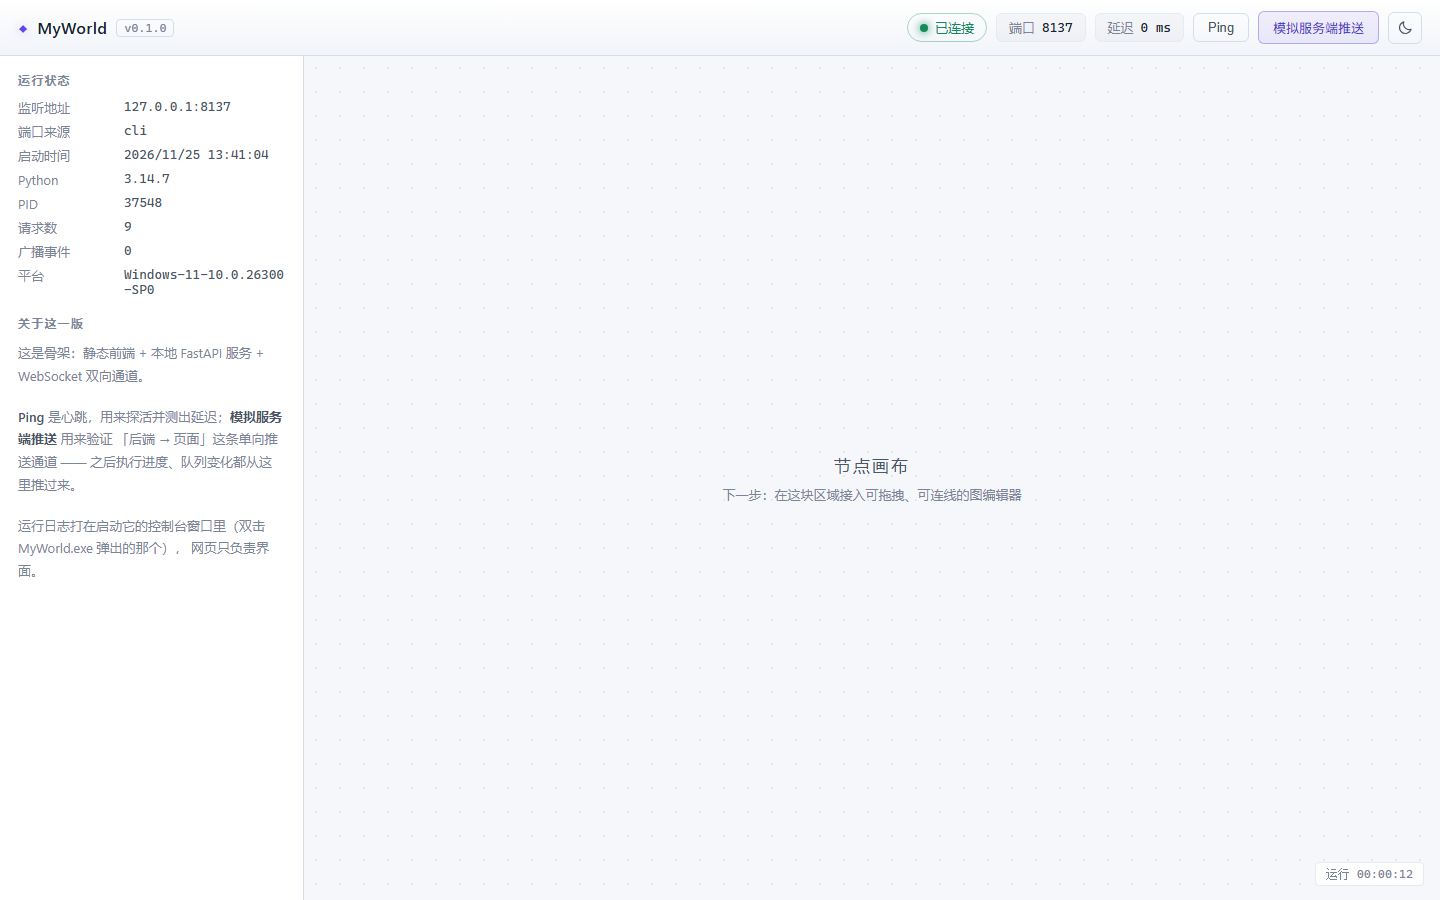 MyWorld v0.1.0 已连接 端口 8137 延迟 0 ms Ping 模拟服务端推送
运行状态
监听地址 127.0.0.1:8137
端口来源 cli
启动时间 2026/11/25 13:41:04
Python 3.14.7
PID 37548
请求数 9
广播事件 0
平台 Windows-11-10.0.26300
-SP0
关于这一版
这是骨架：静态前端 + 本地 FastAPI 服务 +
WebSocket 双向通道。
Ping 是心跳，用来探活并测出延迟；模拟服务
端推送 用来验证 「后端 → 页面」这条单向推
送通道 —— 之后执行进度、队列变化都从这
里推过来。
运行日志打在启动它的控制台窗口里（双击
MyWorld.exe 弹出的那个）， 网页只负责界
面。
节点画布
下一步：在这块区域接入可拖拽、可连线的图编辑器
运行 00:00:12